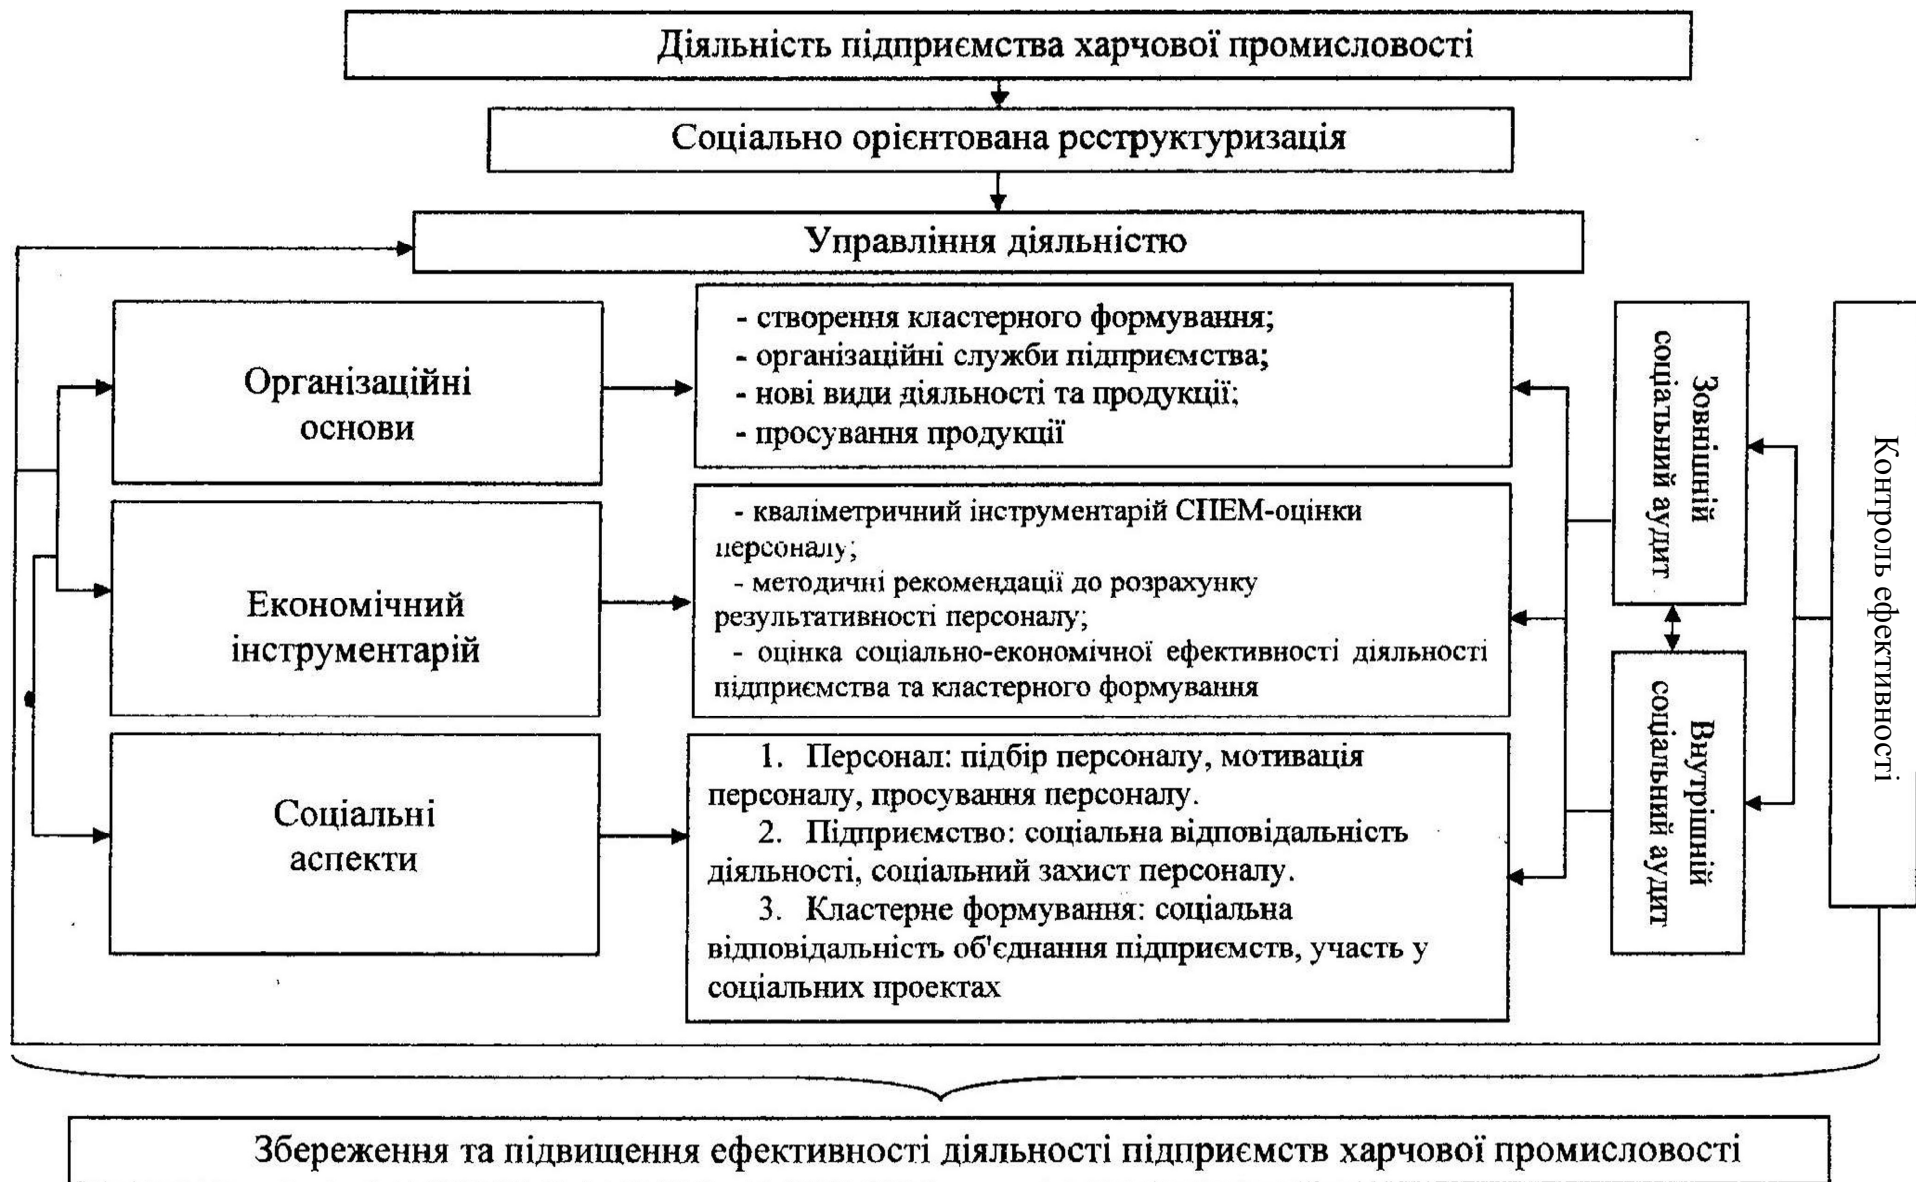 Діяльність підприємства харчової промисловості
Соціально орієнтована рсструктуризація
Управління діяльністю
Організаційні
основи
- створення кластерного формування;
- організаційні служби підприємства;
- нові види діяльності та продукції;
- просування продукції
Економічний
інструментарій
- кваліметричний інструментарій СПЕМ-оцінки
персоналу;
- методичні рекомендації до розрахунку
результативності персоналу;
- оцінка соціально-економічної ефективності діяльності
підприємства та кластерного формування
Соціальні
аспекти
1. Персонал: підбір персоналу, мотивація
персоналу, просування персоналу.
2. Підприємство: соціальна відповідальність
діяльності, соціальний захист персоналу.
3. Кластерне формування: соціальна
відповідальність об'єднання підприємств, участь у
соціальних проектах
Зовнішній
соціальний аудит
Внутрішній
соціальний аудит
Контроль ефективності
Збереження та підвищення ефективності діяльності підприємств харчової промисловості